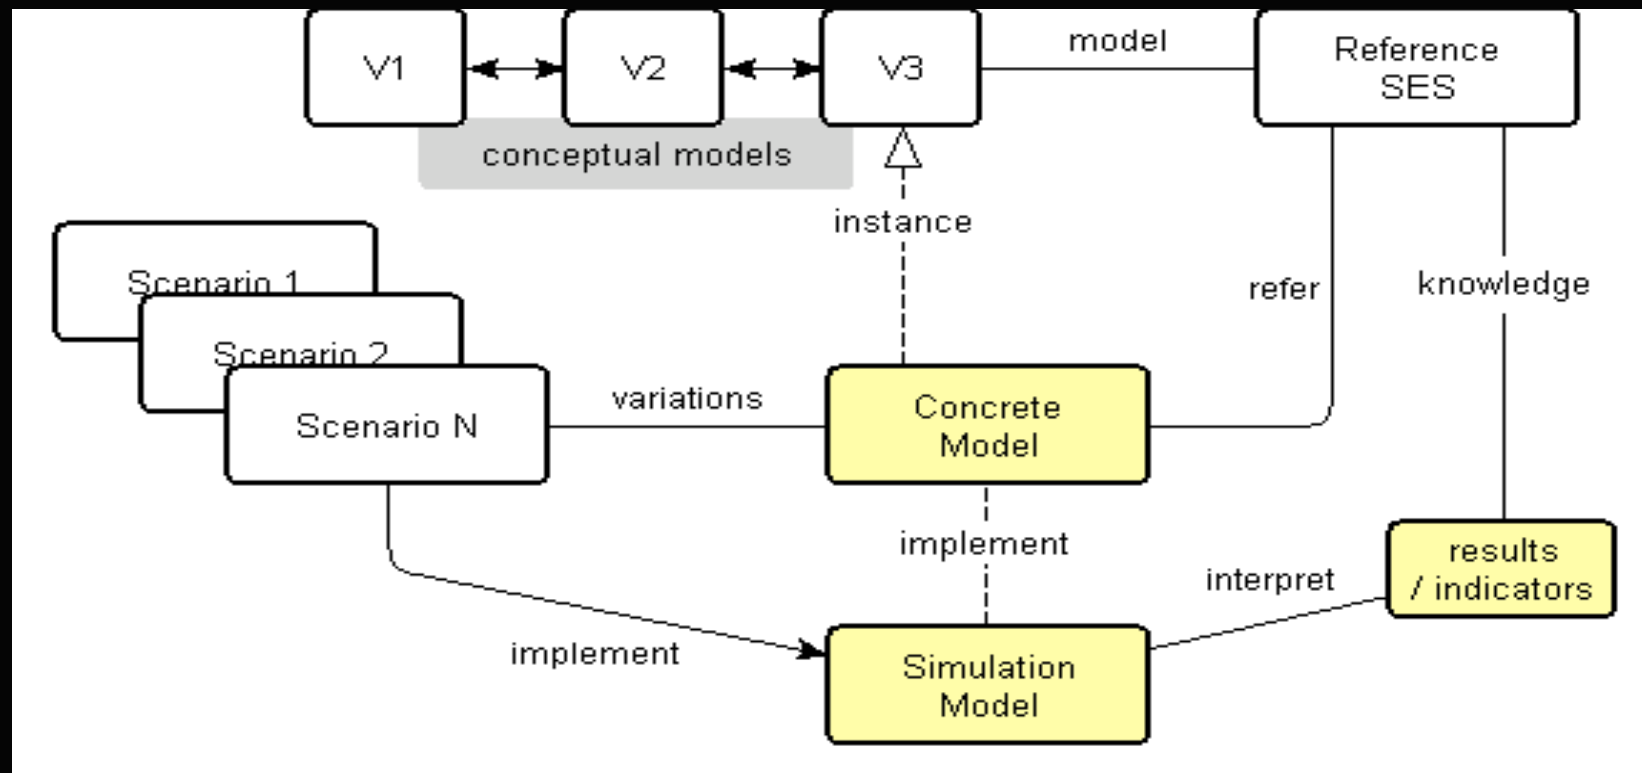 V1
V2
V3
model
Reference
SES
conceptual models
instance
Scenario 1
refer
knowledge
Scenario 2
variations
Concrete
Model
Scenario N
implement
results
/ indicators
interpret
implement
Simulation
Model